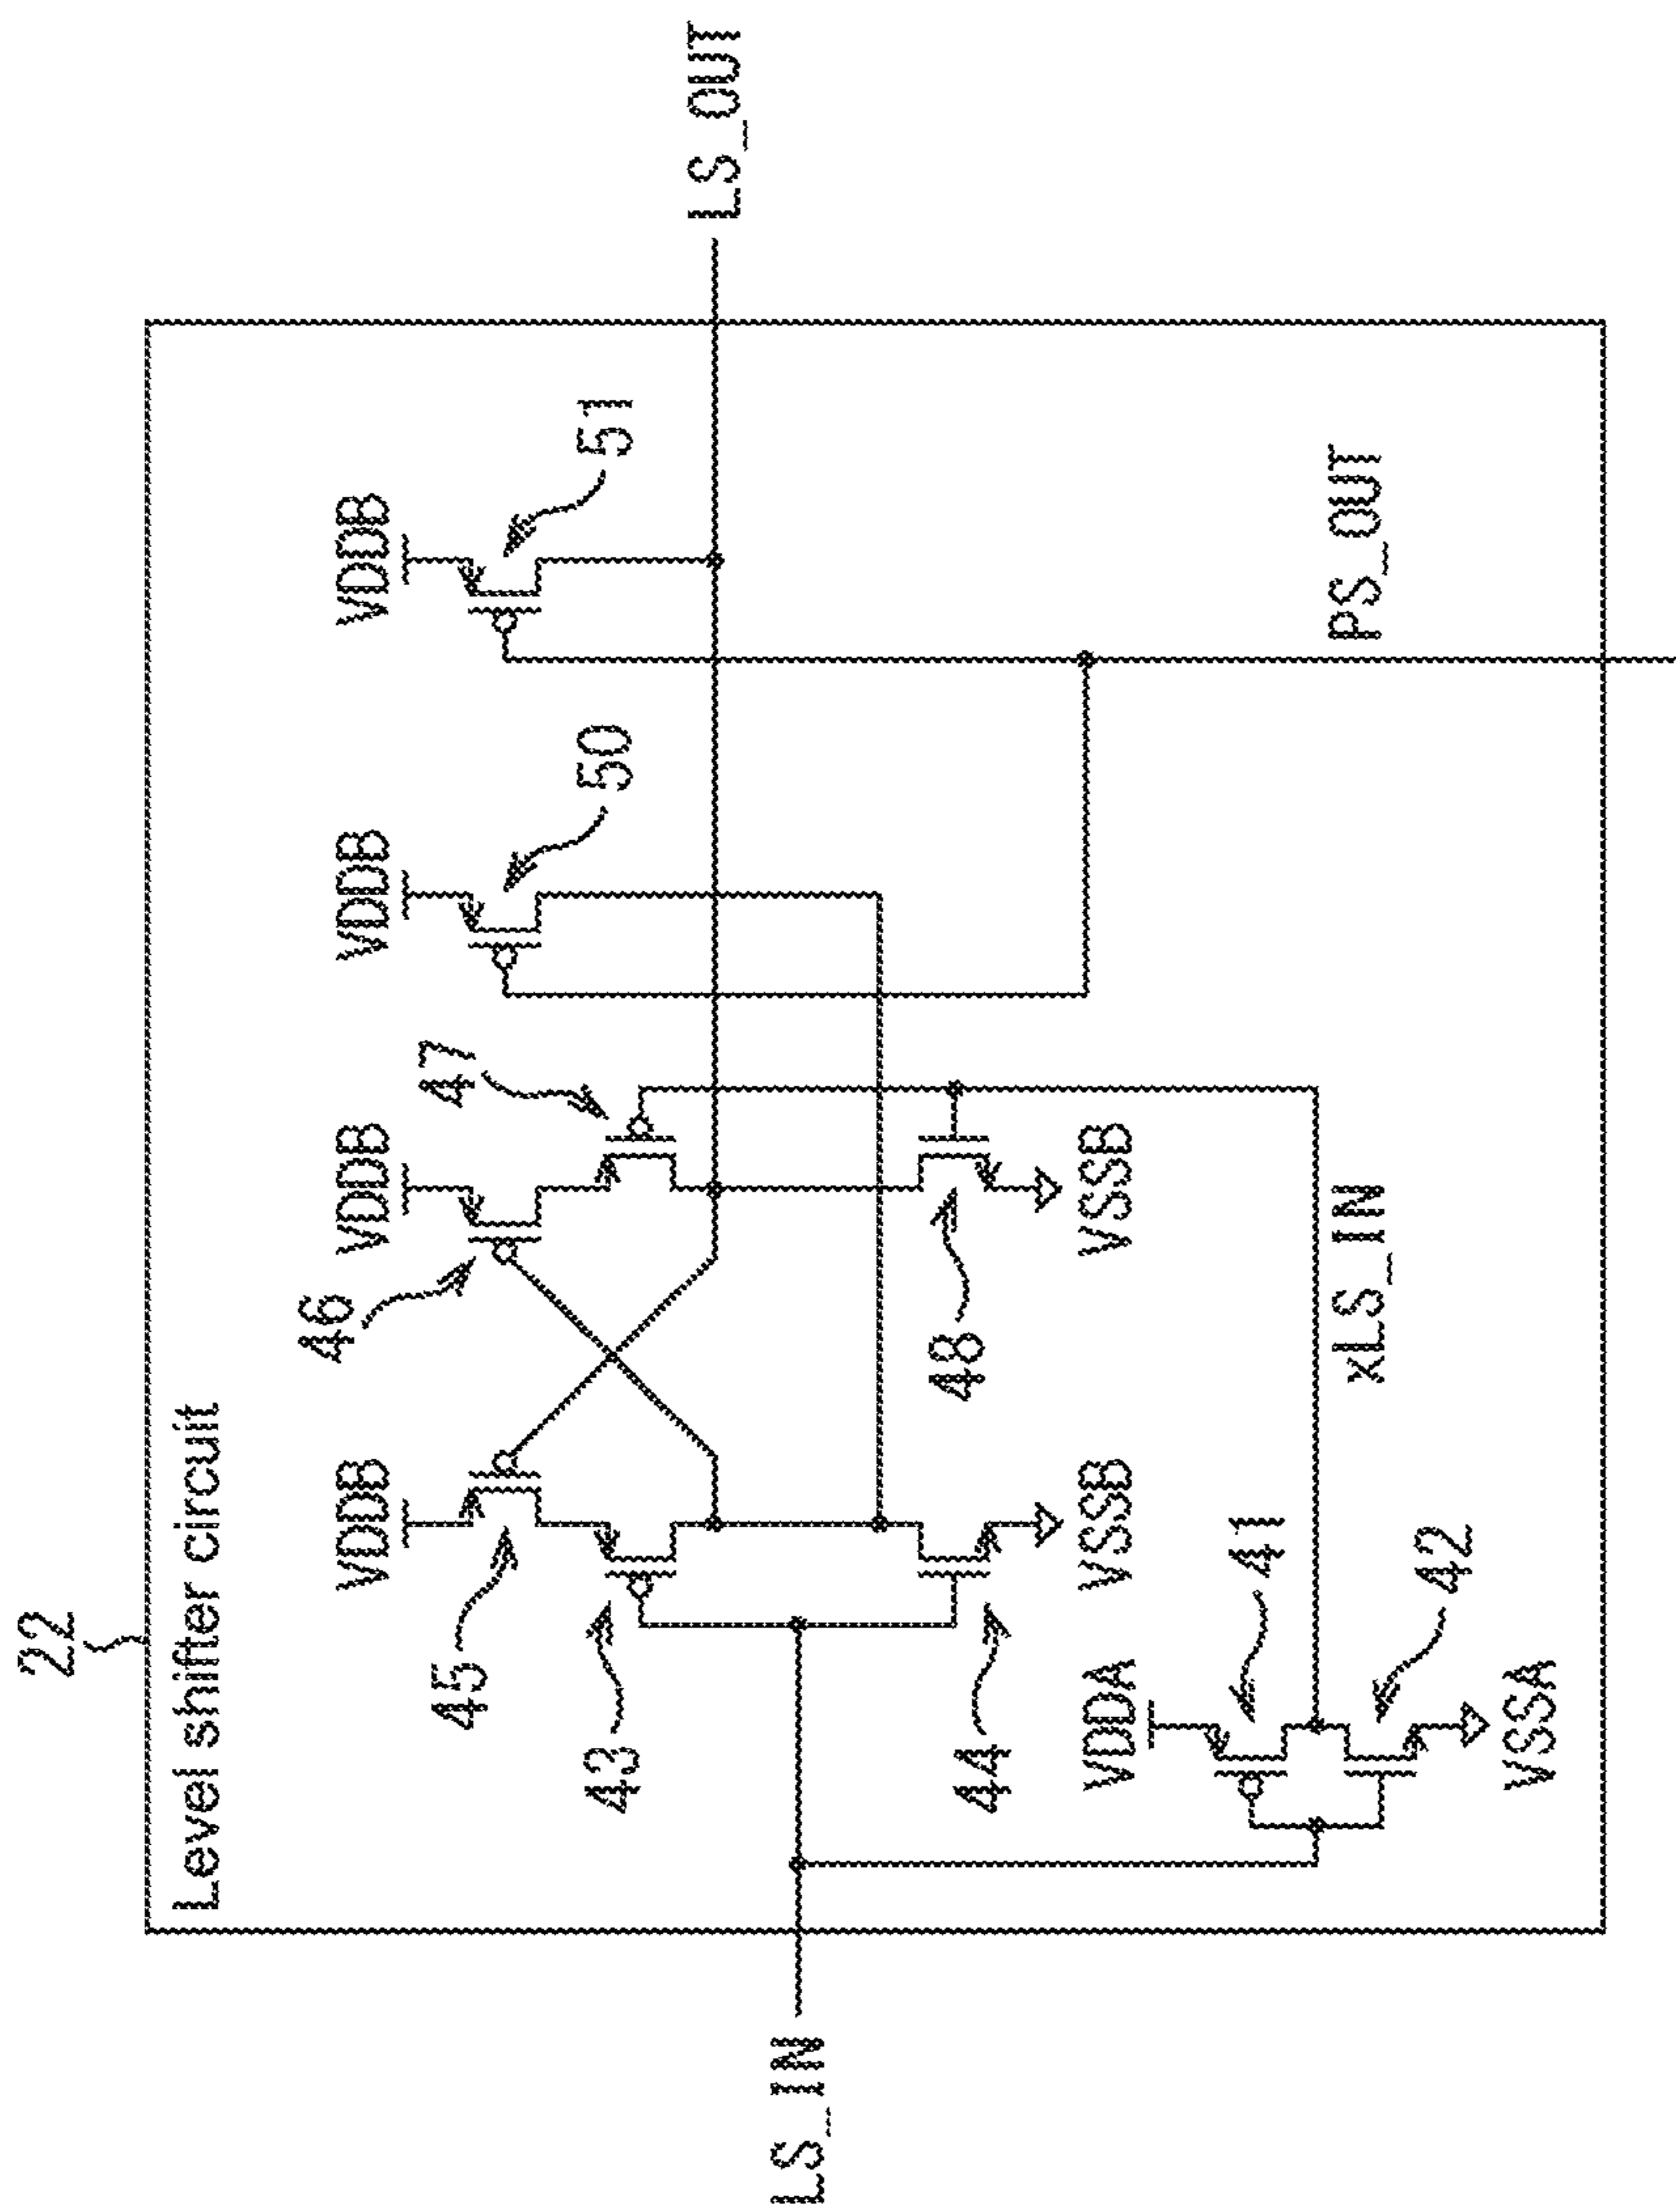 22
Level shifter circuit
VDDB
VDDB
VDDB
VDDB
45
46
47
50
51
43
44
48
LS_IN
LS_OUT
VSSB
VSSB
VDDA
41
42
VSSA
xLS_IN
PS_OUT